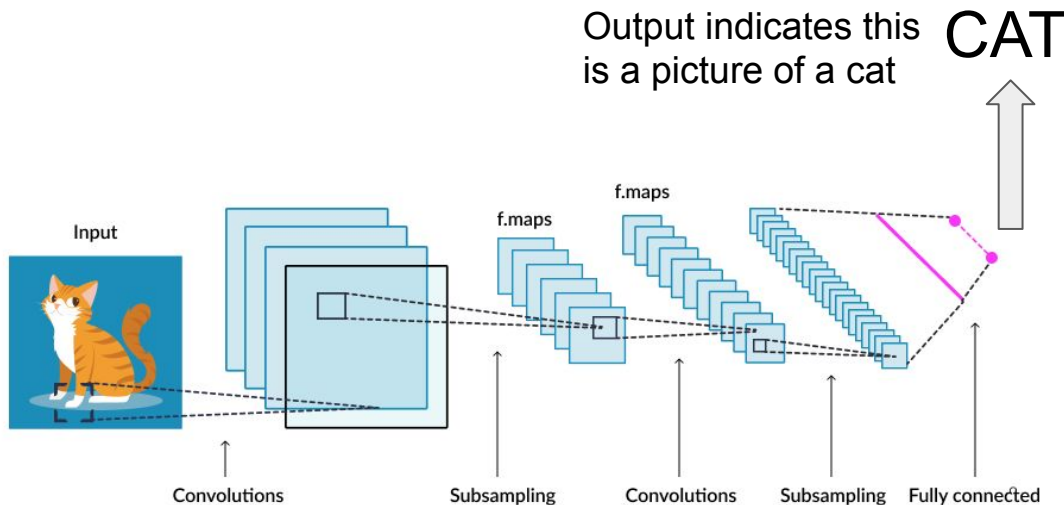 Output indicates this
is a picture of a cat
CAT
f.maps
f.maps
Input
Convolutions
Subsampling
Convolutions
Subsampling
Fully connected